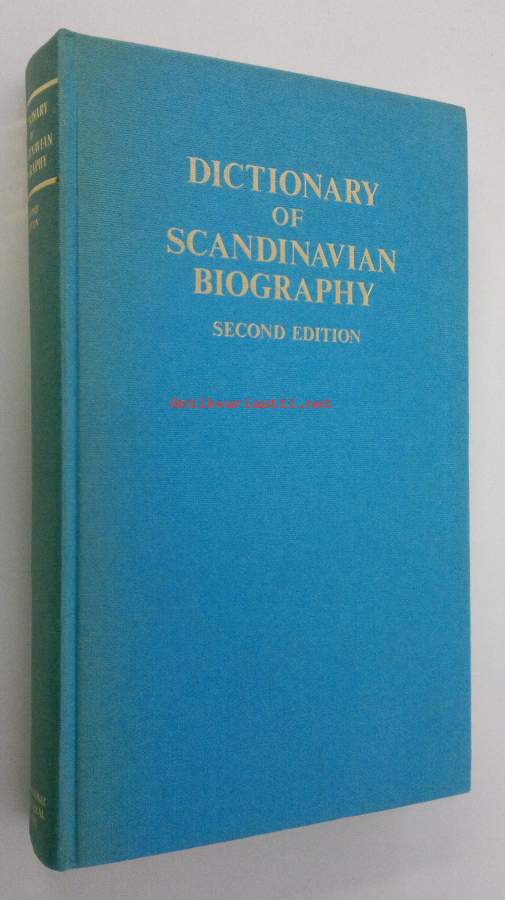 DICTIONARY
OF
SCANDINAVIAN
BIOGRAPHY
SECOND EDITION
Antikvariaatti.net